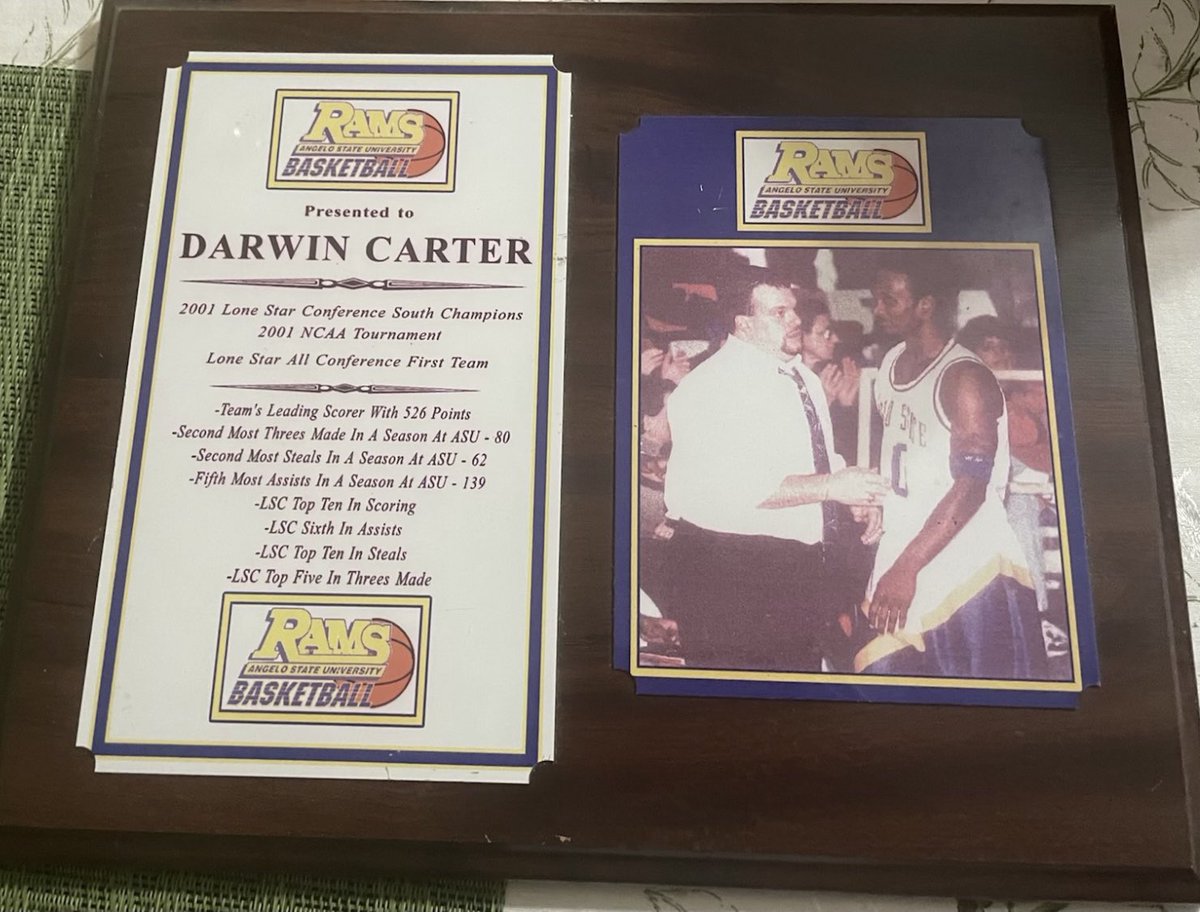 RAMS
ANGELO STATE UNIVERSITY
BASKETBALL
Presented to
DARWIN CARTER
2001 Lone Star Conference South Champions
2001 NCAA Tournament
Lone Star All Conference First Team
-Team's Leading Scorer With 526 Points
-Second Most Threes Made In A Season At ASU - 80
-Second Most Steals In A Season At ASU - 62
-Fifth Most Assists In A Season At ASU - 139
-LSC Top Ten In Scoring
-LSC Sixth In Assists
-LSC Top Ten In Steals
-LSC Top Five In Threes Made
RAMS
ANGELO STATE UNIVERSITY
BASKETBALL
RAMS
ANGELO STATE UNIVERSITY
BASKETBALL
STATE
0